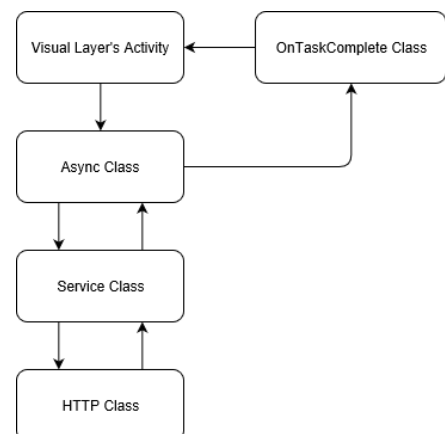 Visual Layer's Activity
OnTaskComplete Class
Async Class
Service Class
HTTP Class